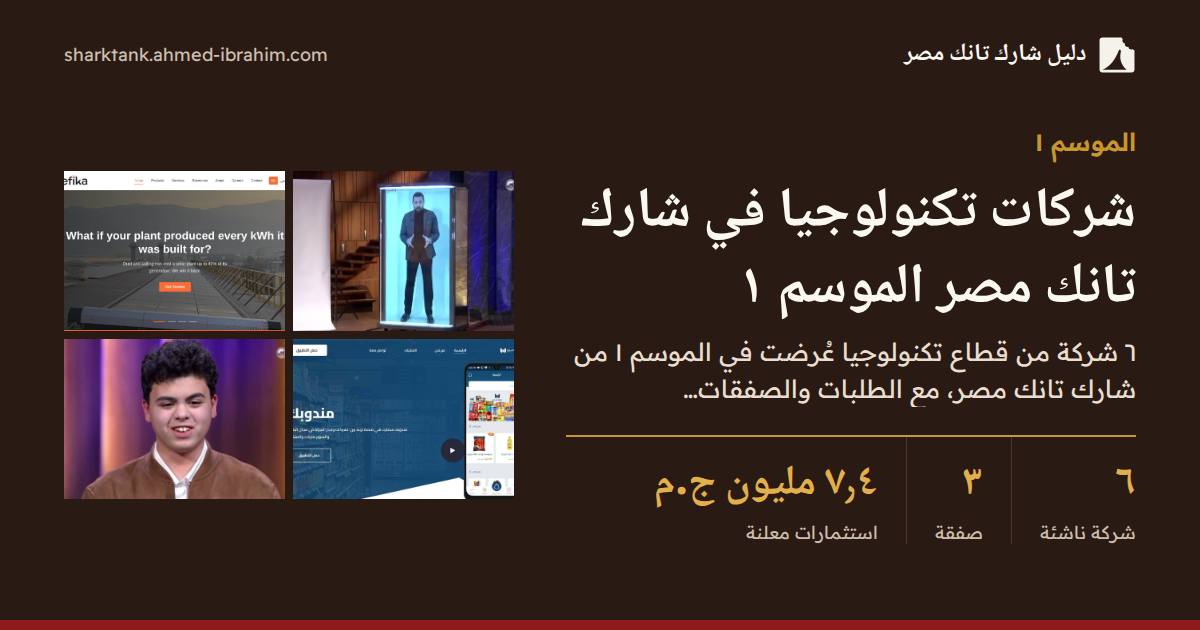 دليل شارك تانك مصر
sharktank.ahmed-ibrahim.com
الموسم ١
شركات تكنولوجيا في شارك
تانك مصر الموسم ١
٦ شركة من قطاع تكنولوجيا عُرضت في الموسم ١ من
شارك تانك مصر، مع الطلبات والصفقات...
٦
شركة ناشئة
٣
صفقة
٧٫٤ مليون ج.م
استثمارات معلنة
efika
What if your plant produced every kWh it
was built for?
مندوبك